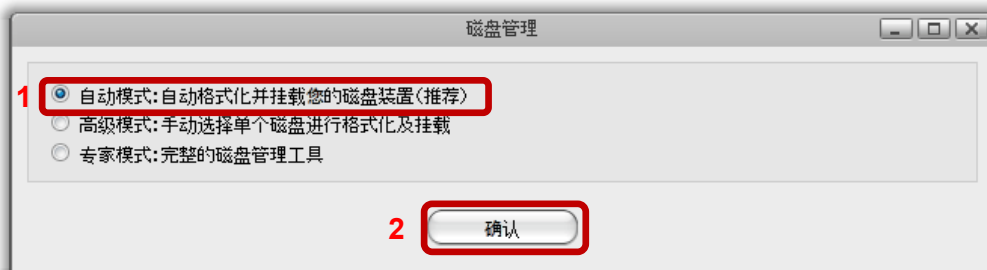 磁盘管理
1 自动模式:自动格式化并挂载您的磁盘装置(推荐)
高级模式:手动选择单个磁盘进行格式化及挂载
专家模式:完整的磁盘管理工具
2 确认